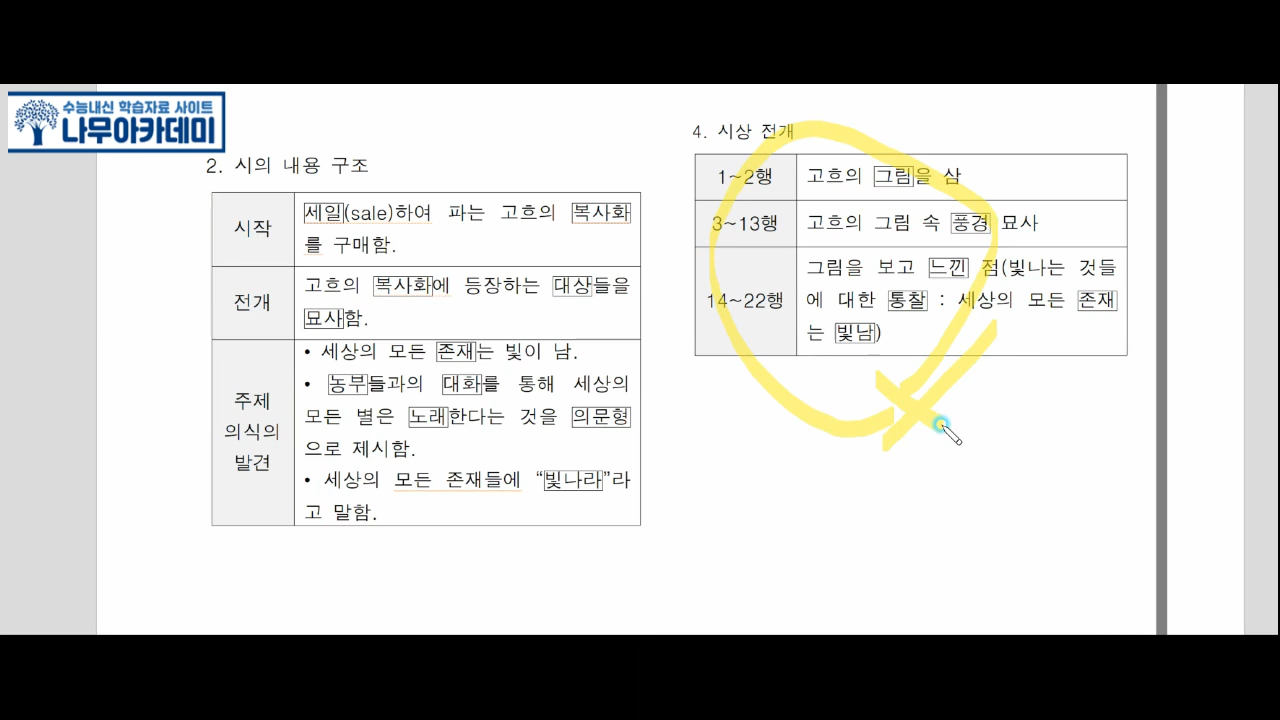 수능내신 학습자료 사이트
나무아카데미
2. 시의 내용 구조
시작
세일(sale)하여 파는 고흐의 복사화
를 구매함.
전개
고흐의 복사화에 등장하는 대상들을
묘사함.
주제
의식의
발견
• 세상의 모든 존재는 빛이 남.
• 농부들과의 대화를 통해 세상의
모든 별은 노래한다는 것을 의문형
으로 제시함.
• 세상의 모든 존재들에 “빛나라”라
고 말함.
4. 시상 전개
1~2행
고흐의 그림을 삼
3~13행
고흐의 그림 속 풍경 묘사
14~22행
그림을 보고 느낀 점(빛나는 것들
에 대한 통찰 : 세상의 모든 존재
는 빛남)